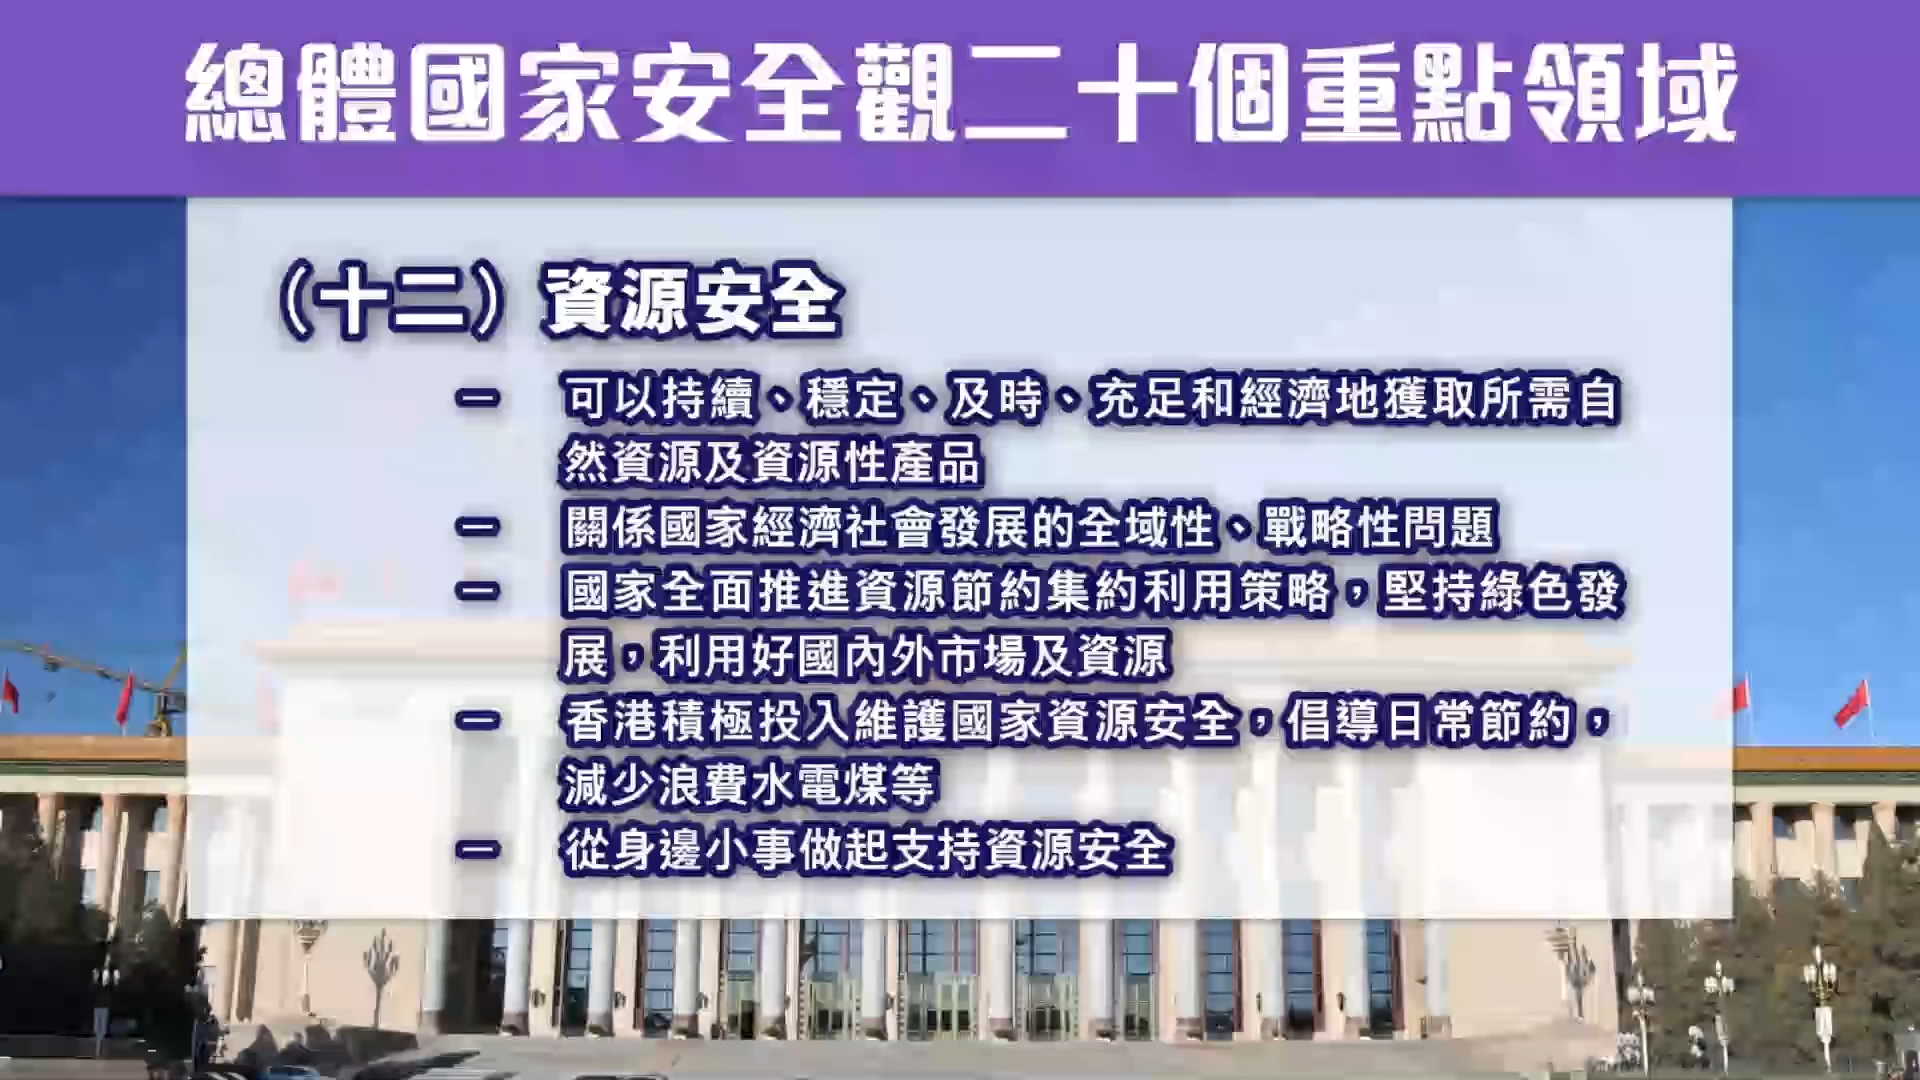 總體國家安全觀二十個重點領域
（十二）資源安全
－ 可以持續、穩定、及時、充足和經濟地獲取所需自
然資源及資源性產品
－ 關係國家經濟社會發展的全域性、戰略性問題
－ 國家全面推進資源節約集約利用策略，堅持綠色發
展，利用好國內外市場及資源
－ 香港積極投入維護國家資源安全，倡導日常節約，
減少浪費水電煤等
－ 從身邊小事做起支持資源安全